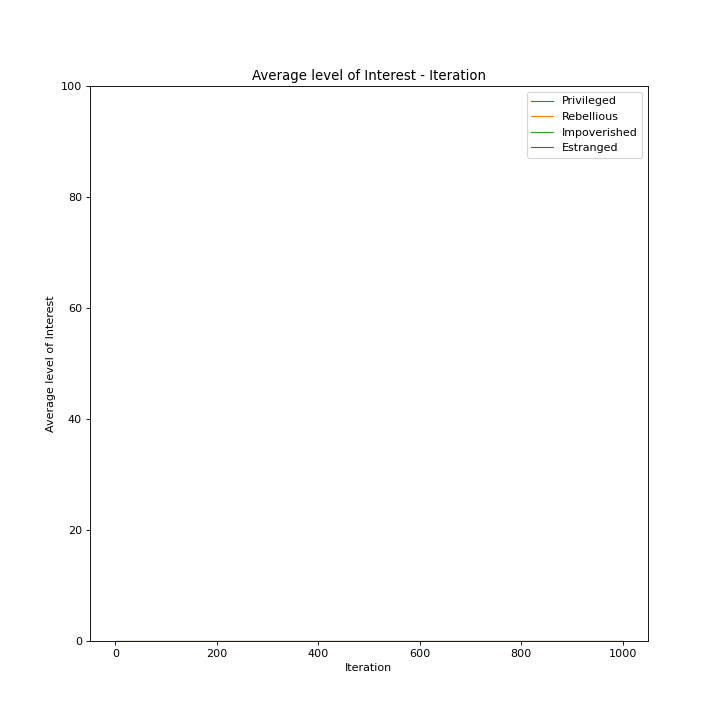 Average level of Interest - Iteration
100
80
60
40
20
0
Average level of Interest
Privileged
Rebellious
Impoverished
Estranged
0 200 400 600 800 1000
Iteration